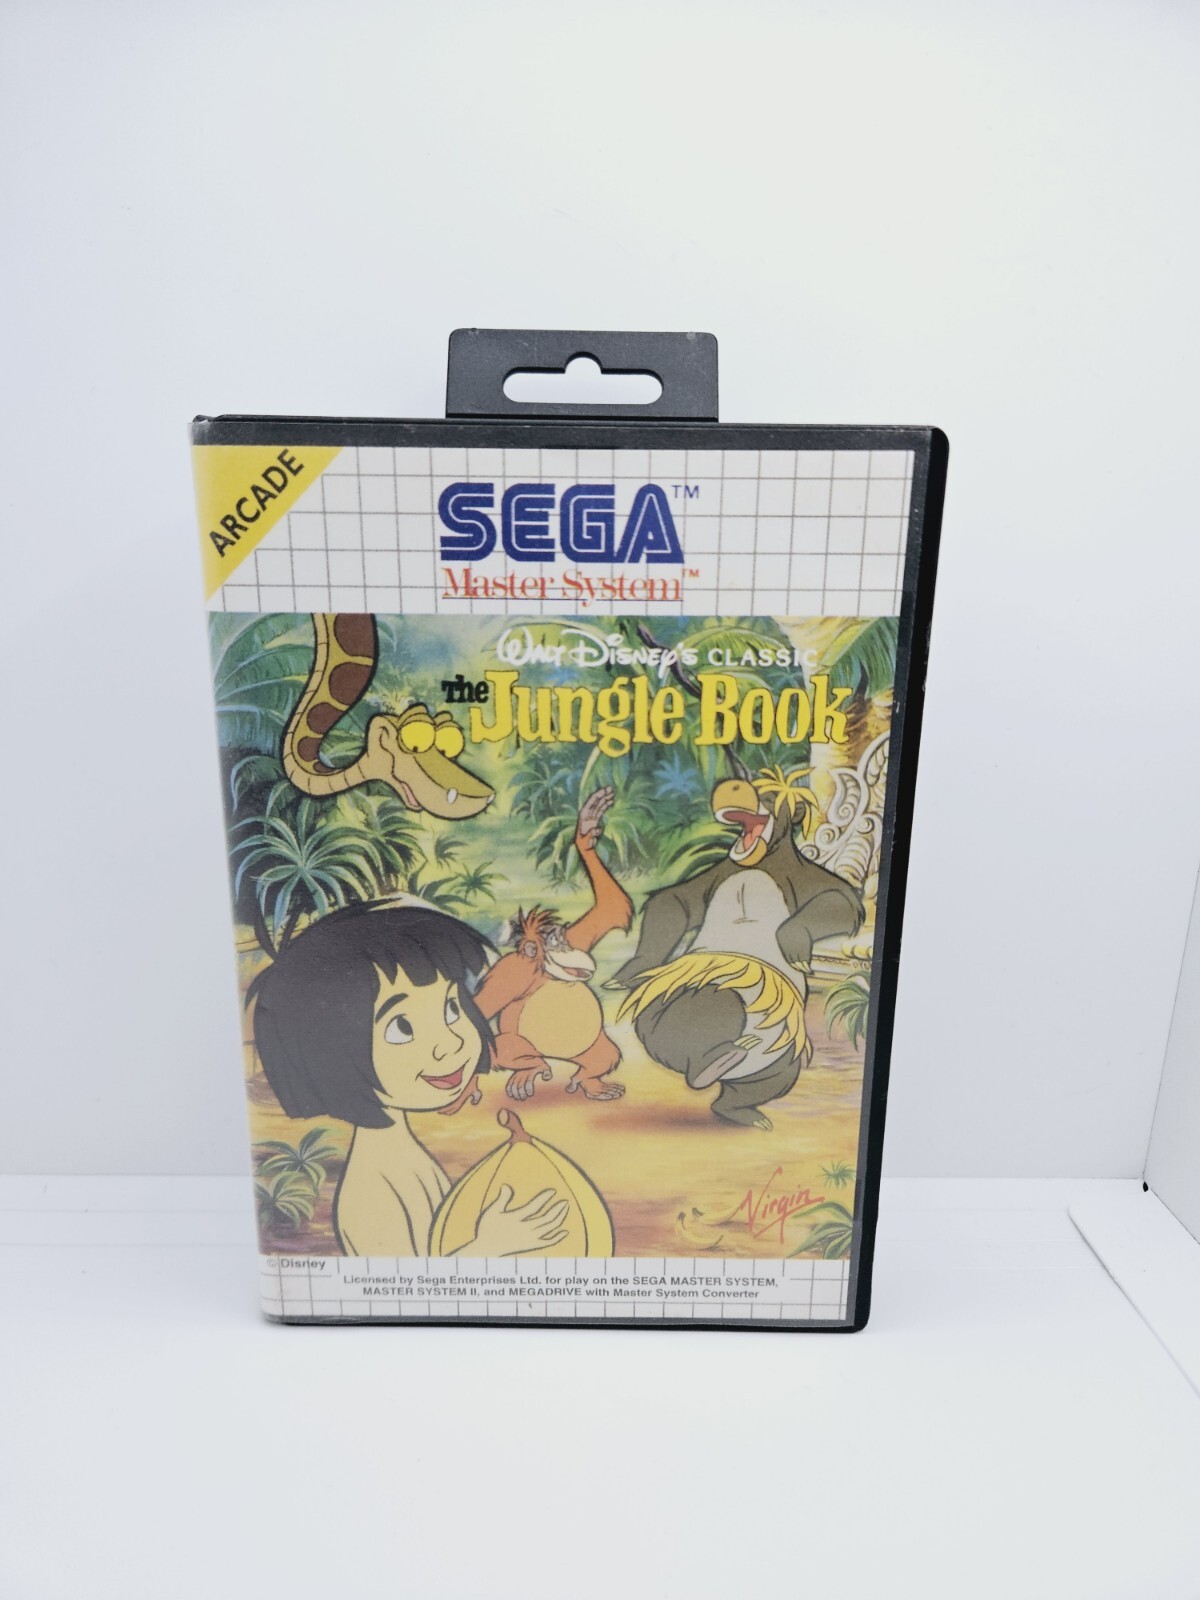 ARCADE
SEGA™
Master System™
WALT DISNEY'S CLASSIC
The Jungle Book
Virgin
© Disney
Licensed by Sega Enterprises Ltd. for play on the SEGA MASTER SYSTEM,
MASTER SYSTEM II, and MEGADRIVE with Master System Converter